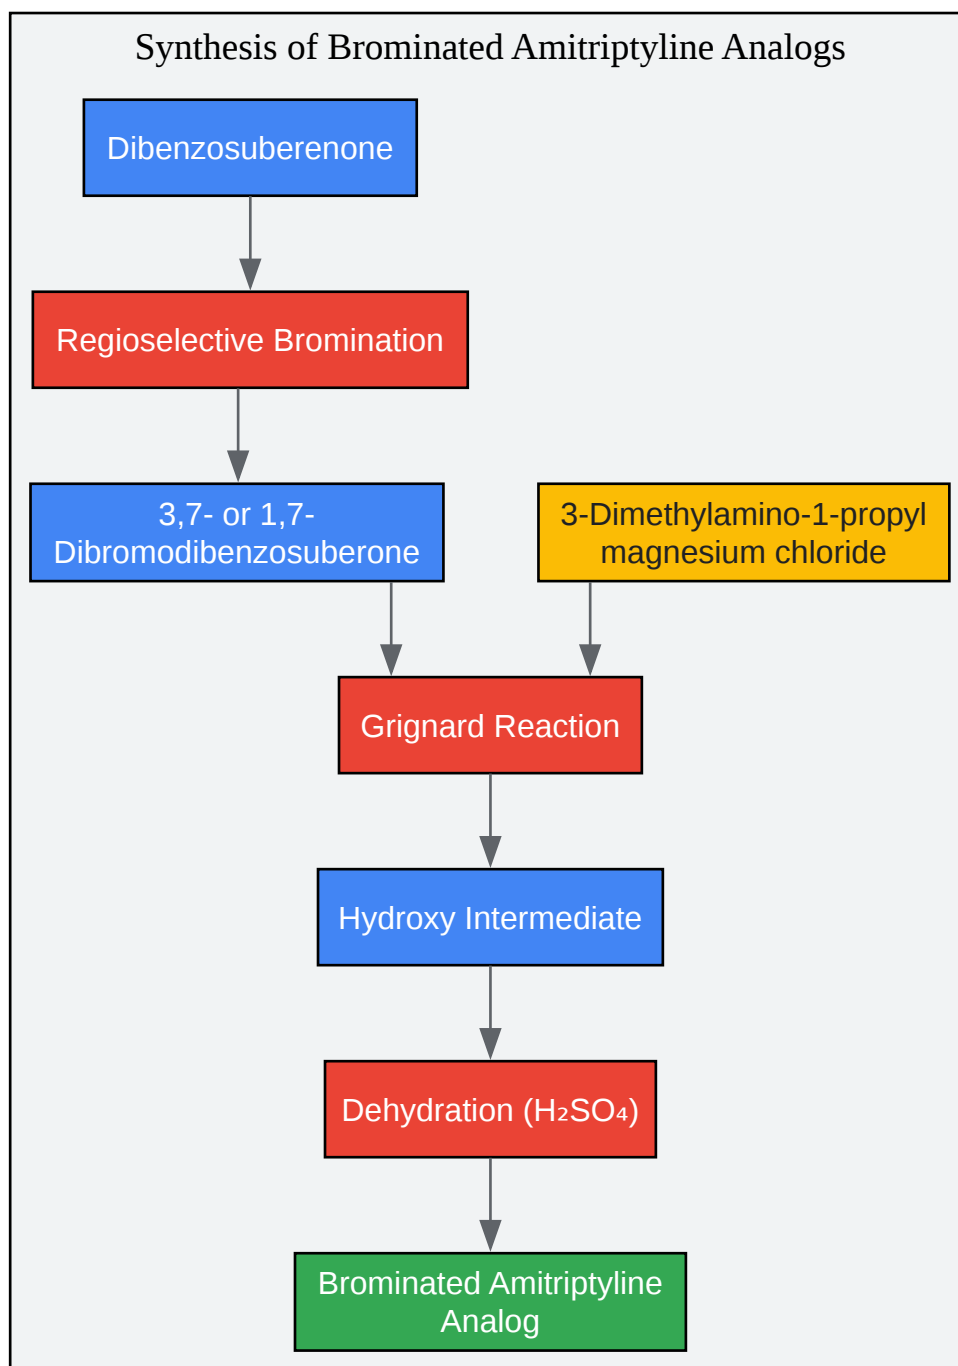 Synthesis of Brominated Amitriptyline Analogs
Dibenzosuberenone
Regioselective Bromination
3,7- or 1,7-
Dibromodibenzosuberone
3-Dimethylamino-1-propyl
magnesium chloride
Grignard Reaction
Hydroxy Intermediate
Dehydration (H₂SO₄)
Brominated Amitriptyline
Analog